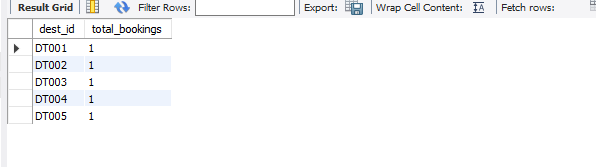 Result Grid Filter Rows: Export: Wrap Cell Content: Fetch rows:
dest_id total_bookings
DT001 1
DT002 1
DT003 1
DT004 1
DT005 1